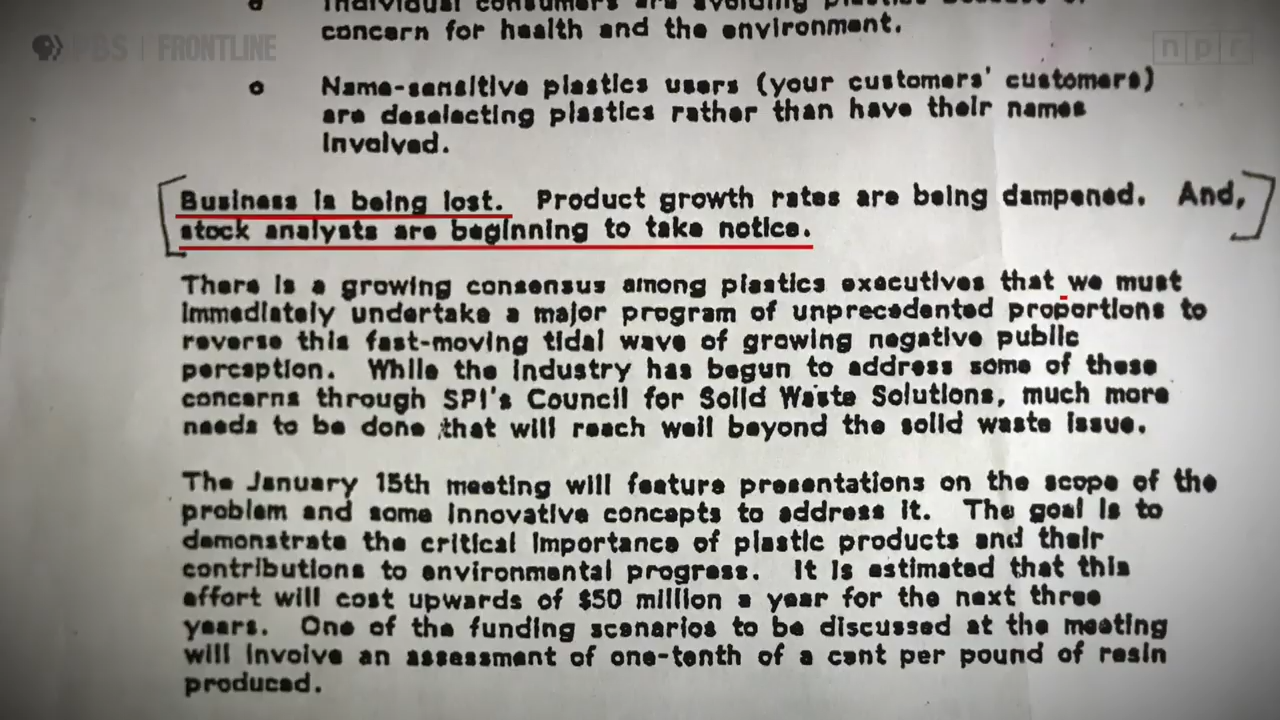 Individual consumers are avoiding plastics because of
concern for health and the environment.
PBS | FRONTLINE
npr
o Name-sensitive plastics users (your customers' customers)
are deselecting plastics rather than have their names
involved.
Business is being lost. Product growth rates are being dampened. And,
stock analysts are beginning to take notice.
There is a growing consensus among plastics executives that we must
immediately undertake a major program of unprecedented proportions to
reverse this fast-moving tidal wave of growing negative public
perception. While the industry has begun to address some of these
concerns through SPI's Council for Solid Waste Solutions, much more
needs to be done that will reach well beyond the solid waste issue.
The January 15th meeting will feature presentations on the scope of the
problem and some innovative concepts to address it. The goal is to
demonstrate the critical importance of plastic products and their
contributions to environmental progress. It is estimated that this
effort will cost upwards of $50 million a year for the next three
years. One of the funding scenarios to be discussed at the meeting
will involve an assessment of one-tenth of a cent per pound of resin
produced.